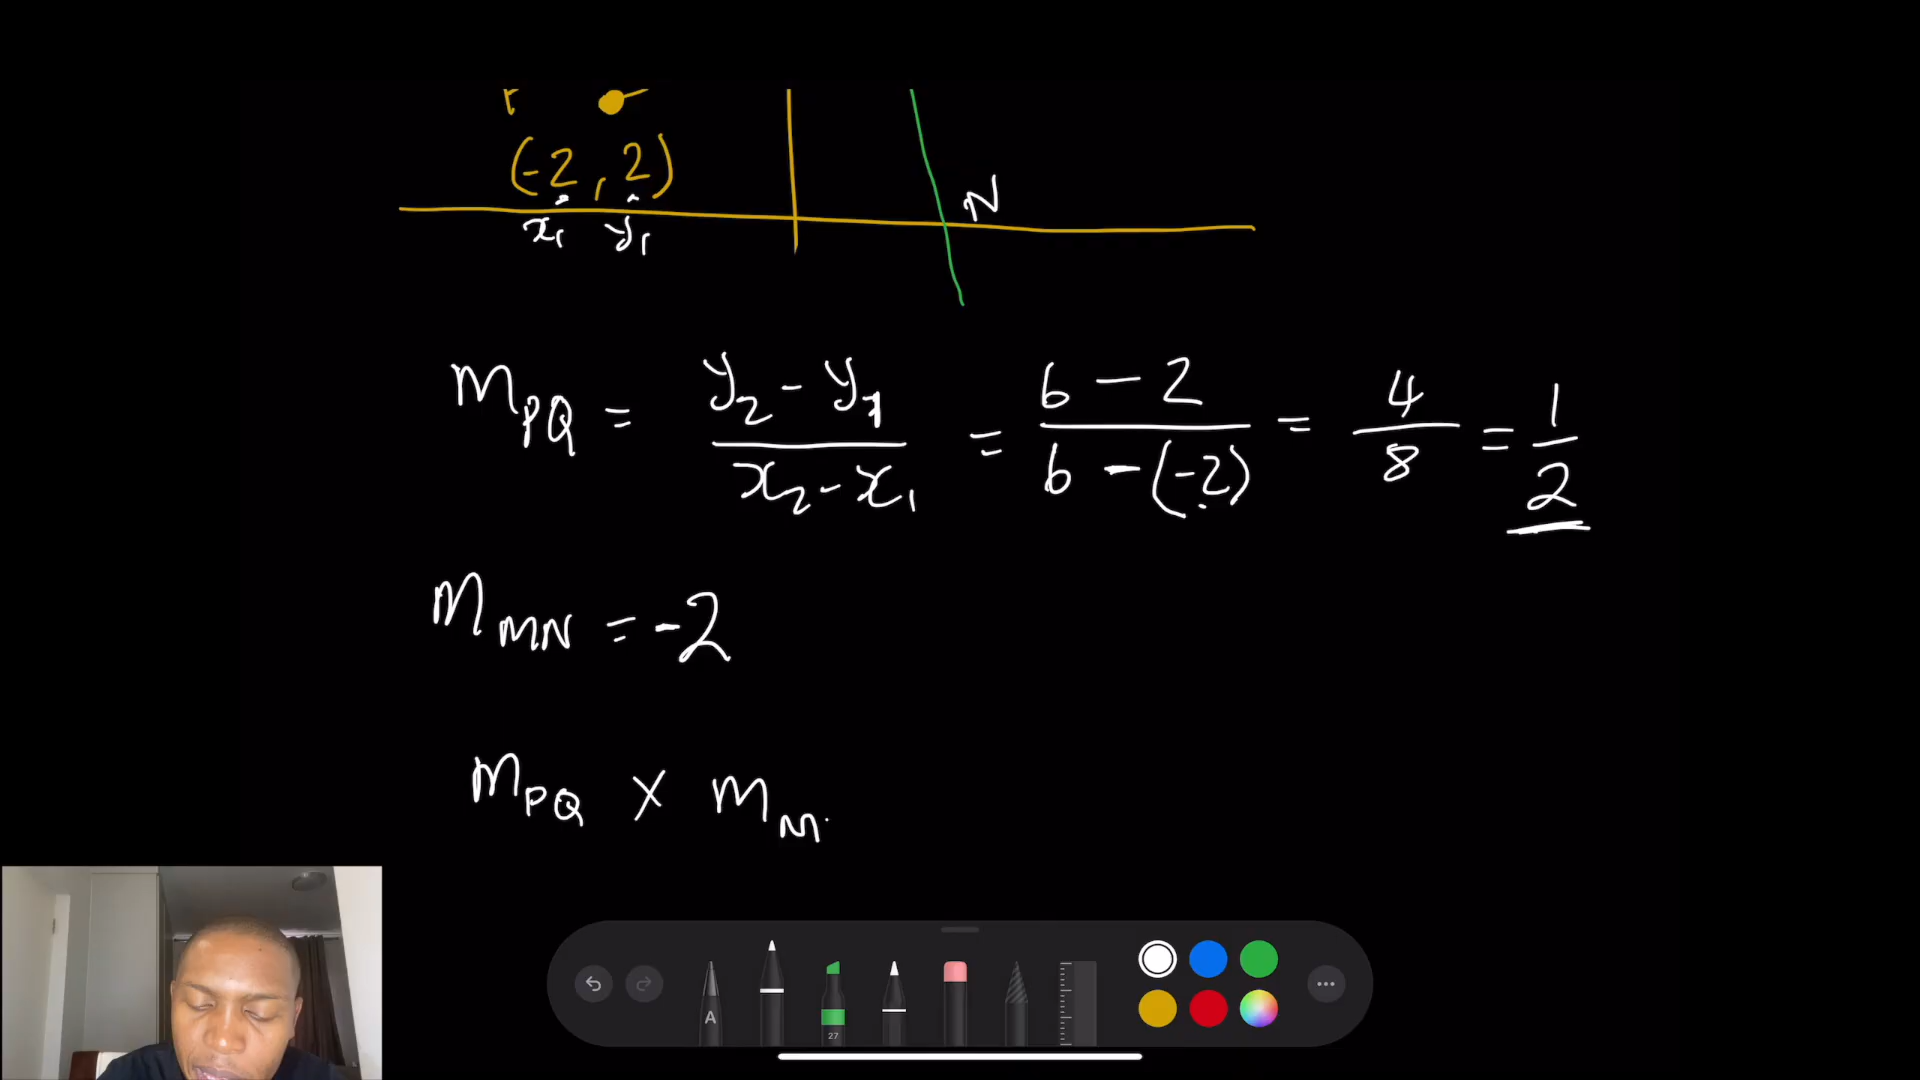 P
(-2, 2)
N
x₁ y₁
m_PQ = (y₂ - y₁)/(x₂ - x₁) = (6 - 2)/(6 - (-2)) = 4/8 = 1/2
m_MN = -2
m_PQ × m_M
A
27